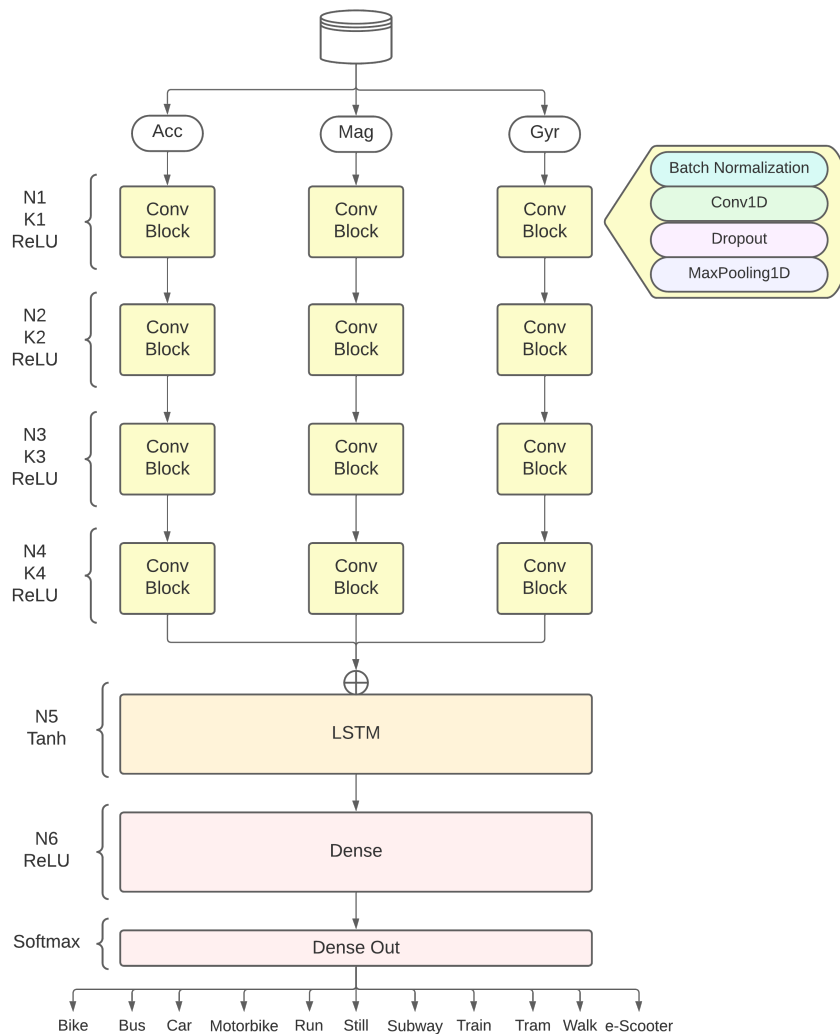 Acc
Mag
Gyr
N1
K1
ReLU
Conv
Block
Conv
Block
Conv
Block
Batch Normalization
Conv1D
Dropout
MaxPooling1D
N2
K2
ReLU
Conv
Block
Conv
Block
Conv
Block
N3
K3
ReLU
Conv
Block
Conv
Block
Conv
Block
N4
K4
ReLU
Conv
Block
Conv
Block
Conv
Block
N5
Tanh
LSTM
N6
ReLU
Dense
Softmax
Dense Out
Bike
Bus
Car
Motorbike
Run
Still
Subway
Train
Tram
Walk
e-Scooter